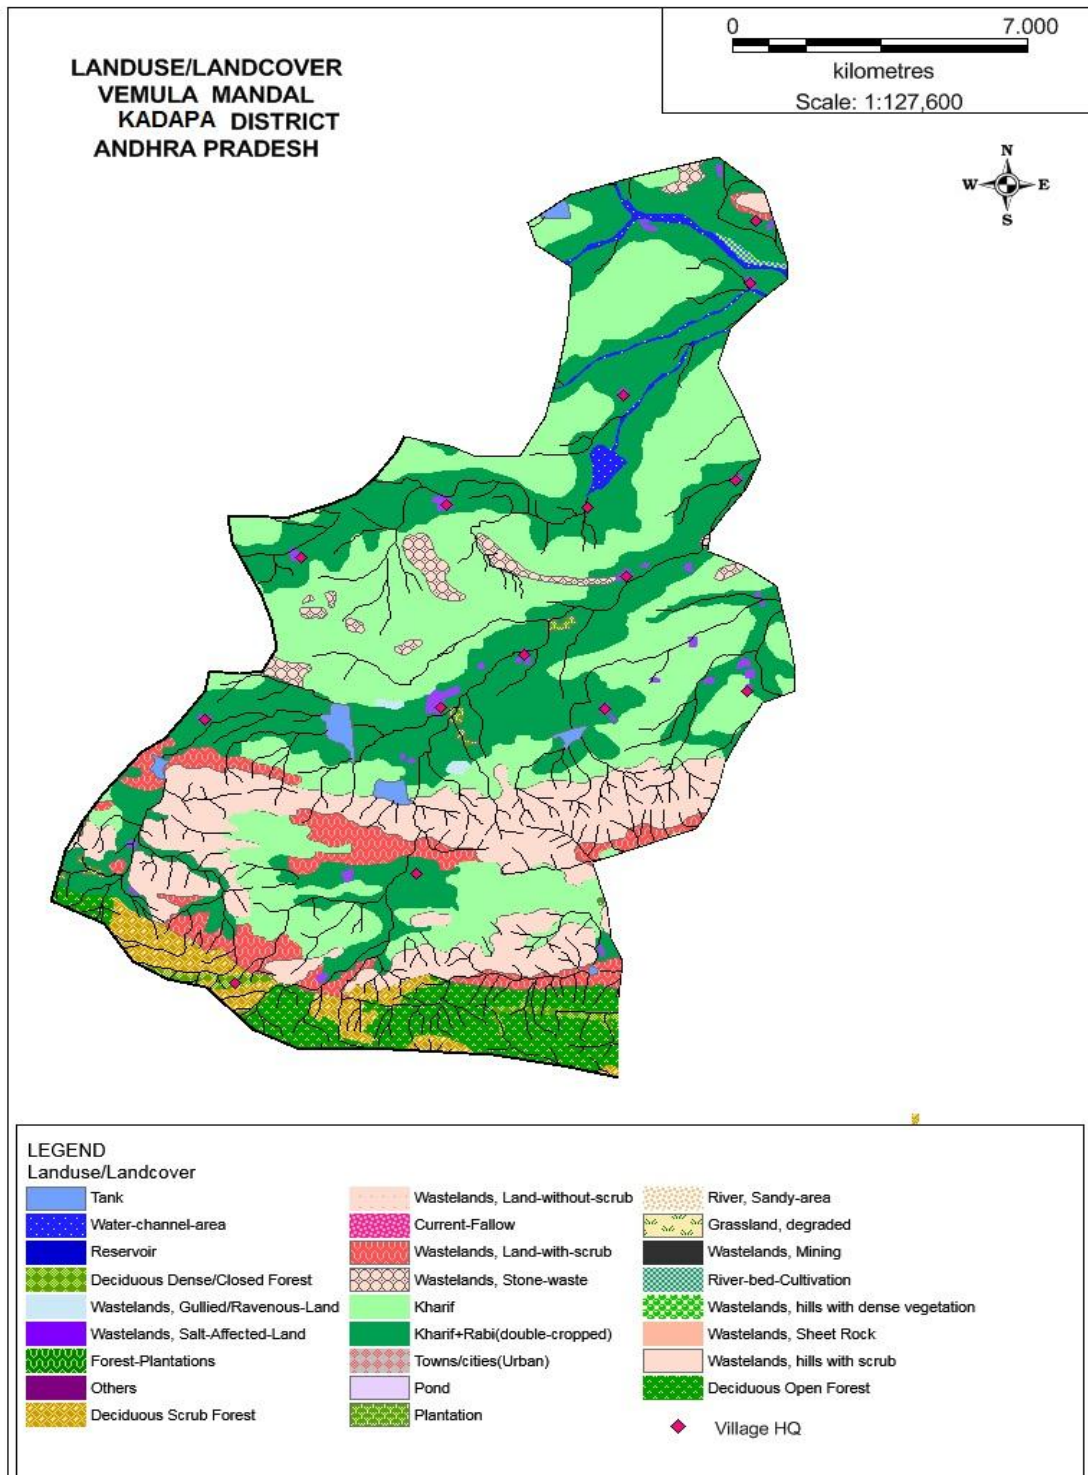 LANDUSE/LANDCOVER
VEMULA MANDAL
KADAPA DISTRICT
ANDHRA PRADESH
0 7.000
kilometres
Scale: 1:127,600
N
W E
S
LEGEND
Landuse/Landcover
Tank
Water-channel-area
Reservoir
Deciduous Dense/Closed Forest
Wastelands, Gullied/Ravenous-Land
Wastelands, Salt-Affected-Land
Forest-Plantations
Others
Deciduous Scrub Forest
Wastelands, Land-without-scrub
Current-Fallow
Wastelands, Land-with-scrub
Wastelands, Stone-waste
Kharif
Kharif+Rabi(double-cropped)
Towns/cities(Urban)
Pond
Plantation
River, Sandy-area
Grassland, degraded
Wastelands, Mining
River-bed-Cultivation
Wastelands, hills with dense vegetation
Wastelands, Sheet Rock
Wastelands, hills with scrub
Deciduous Open Forest
Village HQ